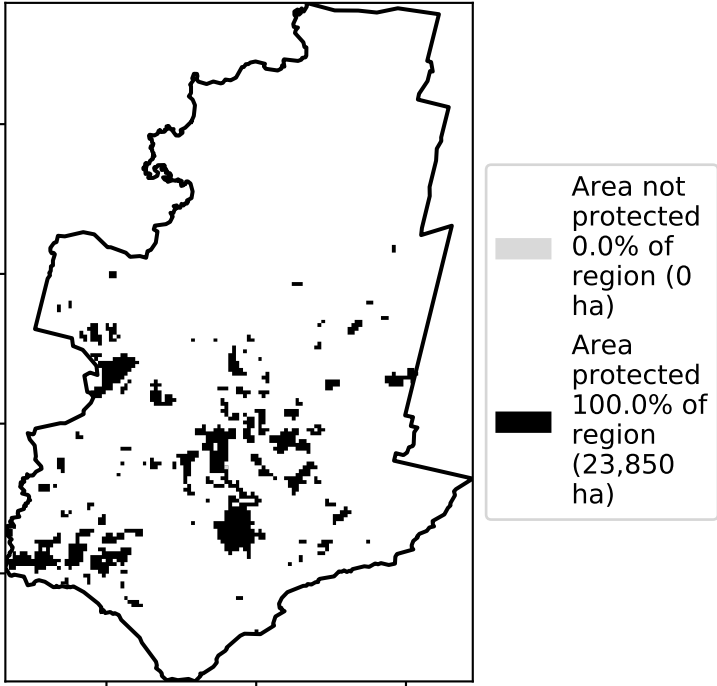 Area not
protected
0.0% of
region (0
ha)
Area
protected
100.0% of
region
(23,850
ha)